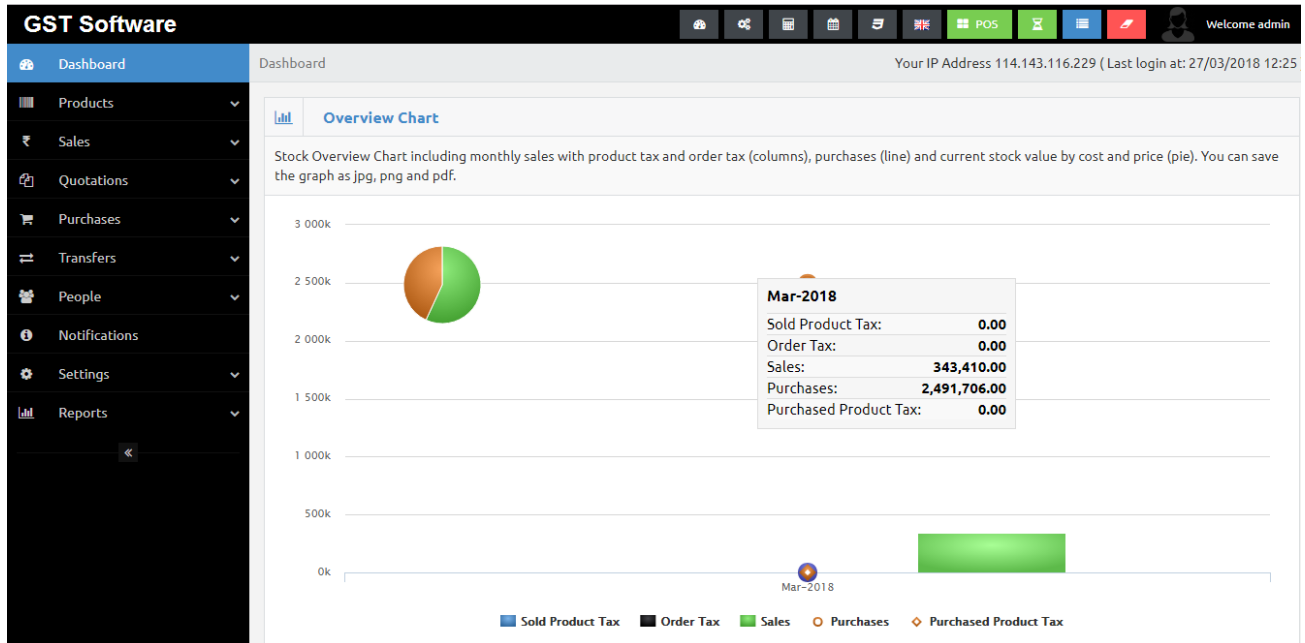 GST Software
POS
Welcome admin
Dashboard
Products
Sales
Quotations
Purchases
Transfers
People
Notifications
Settings
Reports
Dashboard
Your IP Address 114.143.116.229 ( Last login at: 27/03/2018 12:25
Overview Chart
Stock Overview Chart including monthly sales with product tax and order tax (columns), purchases (line) and current stock value by cost and price (pie). You can save
the graph as jpg, png and pdf.
3 000k
2 500k
2 000k
1 500k
1 000k
500k
0k
Mar-2018
Sold Product Tax: 0.00
Order Tax: 0.00
Sales: 343,410.00
Purchases: 2,491,706.00
Purchased Product Tax: 0.00
Mar-2018
Sold Product Tax Order Tax Sales Purchases Purchased Product Tax